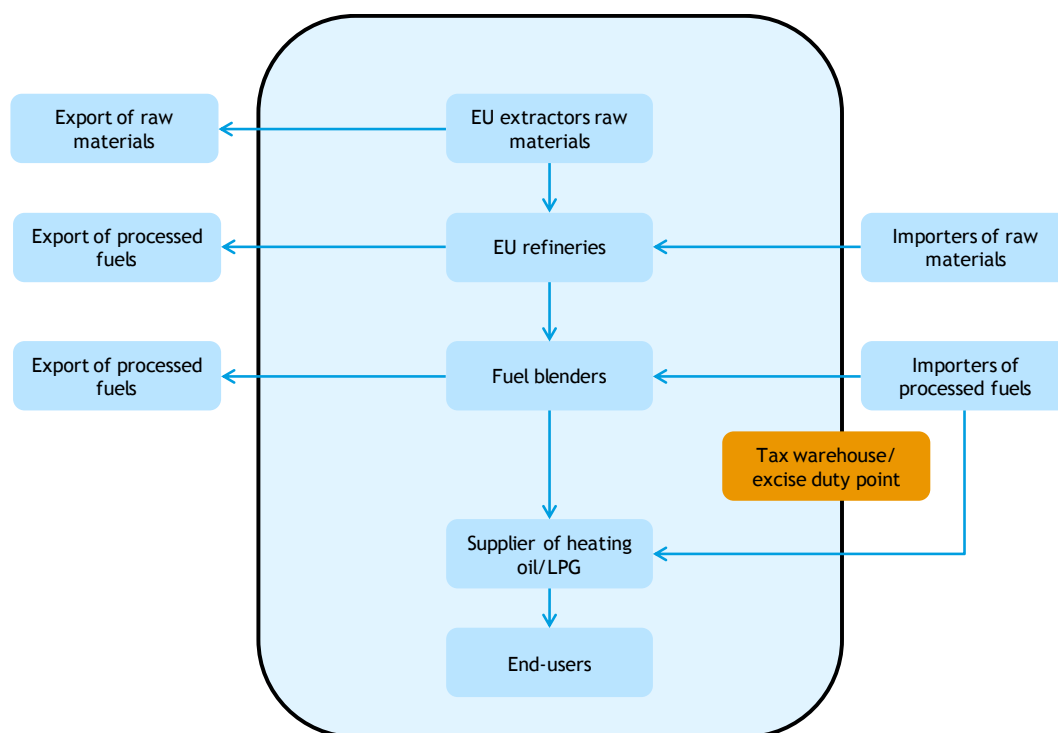 Export of raw
materials
EU extractors raw
materials
Export of processed
fuels
EU refineries
Importers of raw
materials
Export of processed
fuels
Fuel blenders
Importers of
processed fuels
Tax warehouse/
excise duty point
Supplier of heating
oil/LPG
End-users